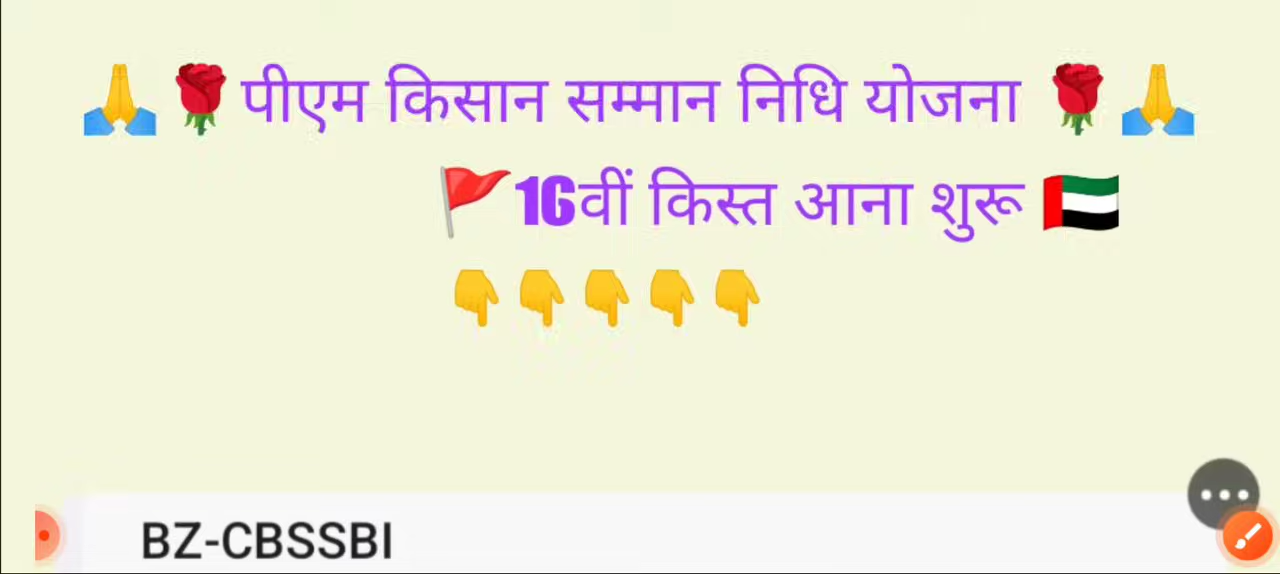 🙏🌹पीएम किसान सम्मान निधि योजना 🌹🙏
🚩16वीं किस्त आना शुरू 🇦🇪
👇👇👇👇👇
BZ-CBSSBI